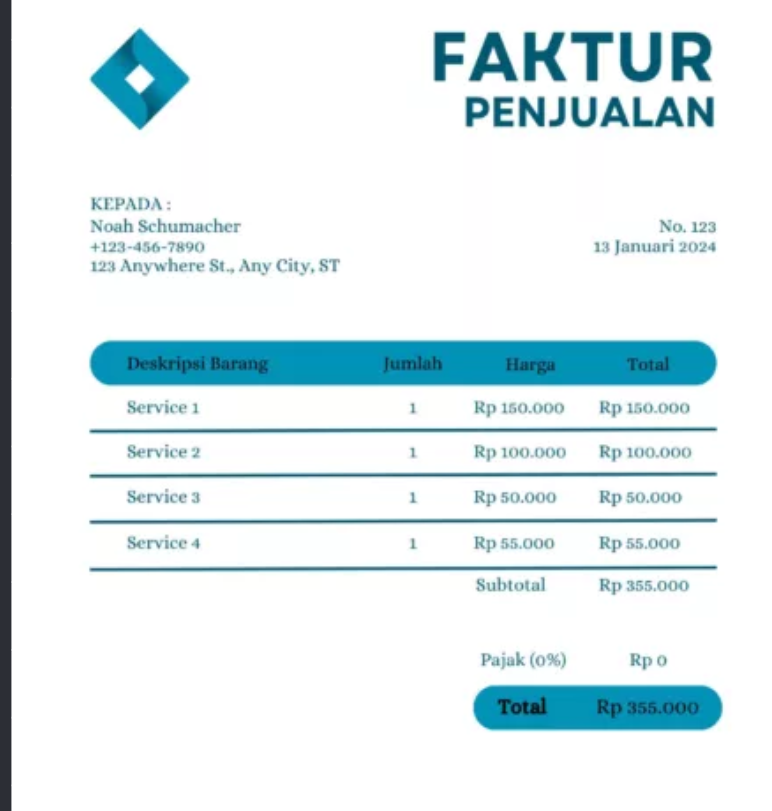 FAKTUR
PENJUALAN
KEPADA :
Noah Schumacher
+123-456-7890
123 Anywhere St., Any City, ST
No. 123
13 Januari 2024
Deskripsi Barang Jumlah Harga Total
Service 1 1 Rp 150.000 Rp 150.000
Service 2 1 Rp 100.000 Rp 100.000
Service 3 1 Rp 50.000 Rp 50.000
Service 4 1 Rp 55.000 Rp 55.000
Subtotal Rp 355.000
Pajak (0%) Rp 0
Total Rp 355.000